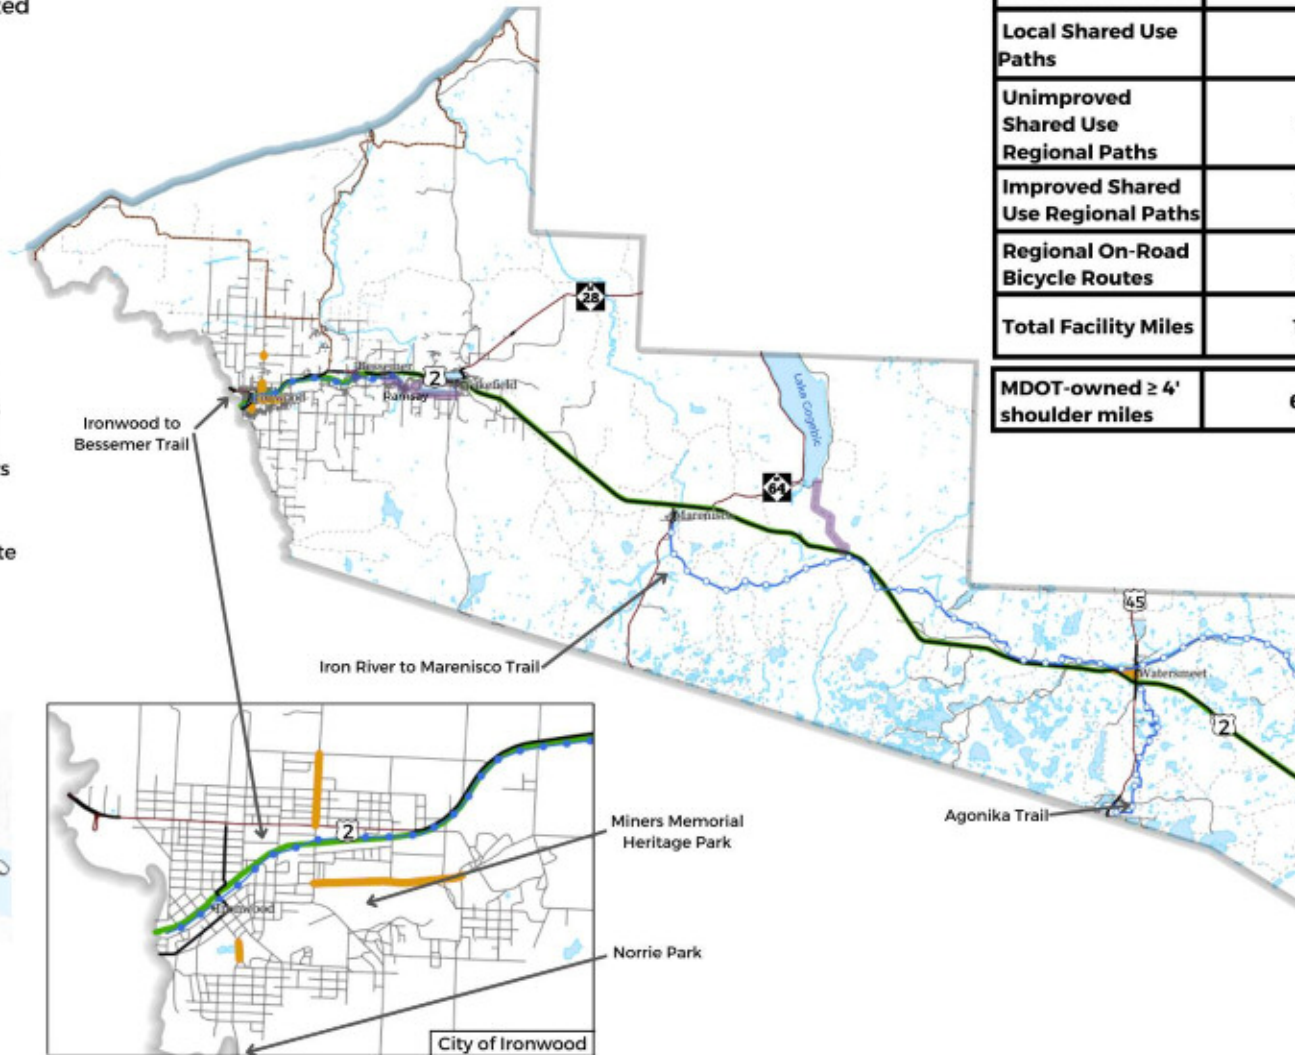 Local Shared Use
Paths
Unimproved
Shared Use
Regional Paths
Improved Shared
Use Regional Paths
Regional On-Road
Bicycle Routes
Total Facility Miles
MDOT-owned ≥ 4'
shoulder miles
28
Bessemer
2
Wakefield
Ramsay
Ironwood
Lake Gogebic
Ironwood to
Bessemer Trail
64
Marenisco
45
Iron River to Marenisco Trail
Watersmeet
2
Agonika Trail
2
Miners Memorial
Heritage Park
Ironwood
Norrie Park
City of Ironwood